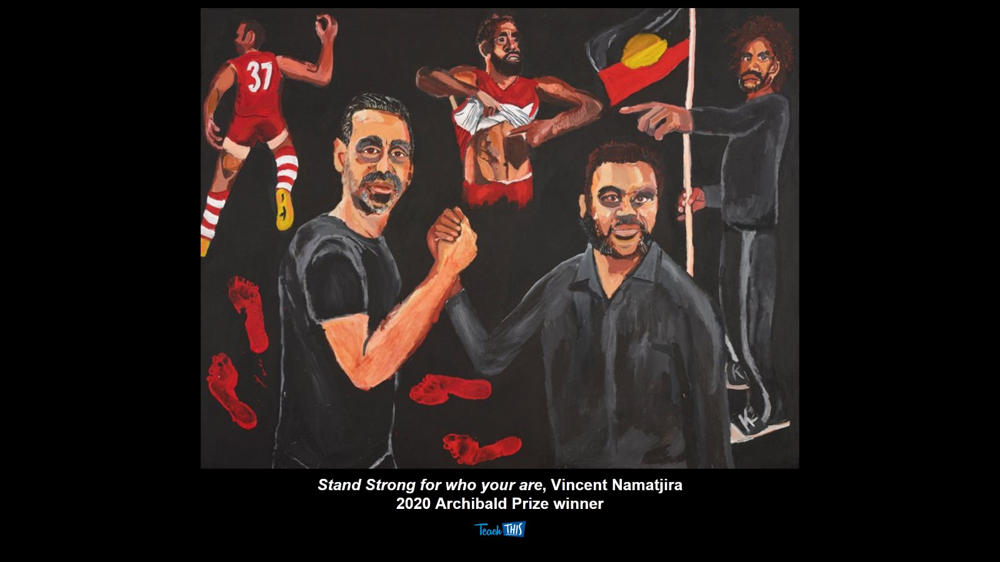 37
K
K
Stand Strong for who your are, Vincent Namatjira
2020 Archibald Prize winner
Teach THIS